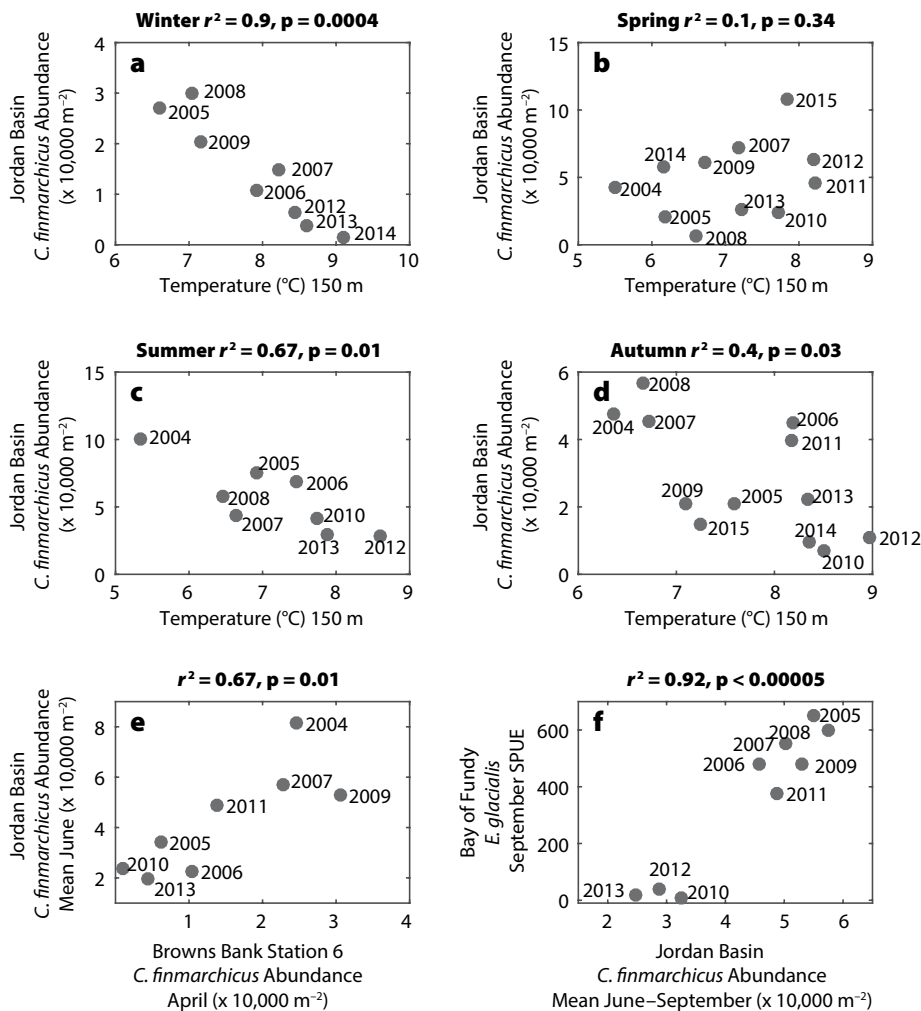 Winter r² = 0.9, p = 0.0004
a
Jordan Basin
C. finmarchicus Abundance
(x 10,000 m⁻²)
4
3
2
1
0
2008
2005
2009
2007
2006
2012
2013
2014
6
7
8
9
10
Temperature (°C) 150 m
Spring r² = 0.1, p = 0.34
b
Jordan Basin
C. finmarchicus Abundance
(x 10,000 m⁻²)
15
10
5
0
2015
2014
2007
2009
2012
2004
2011
2005
2013
2010
2008
5
6
7
8
9
Temperature (°C) 150 m
Summer r² = 0.67, p = 0.01
c
Jordan Basin
C. finmarchicus Abundance
(x 10,000 m⁻²)
15
10
5
0
2004
2005
2006
2008
2007
2010
2013
2012
5
6
7
8
9
Temperature (°C) 150 m
Autumn r² = 0.4, p = 0.03
d
Jordan Basin
C. finmarchicus Abundance
(x 10,000 m⁻²)
6
4
2
0
2008
2004
2007
2006
2011
2009
2005
2013
2015
2014
2012
2010
6
7
8
9
Temperature (°C) 150 m
r² = 0.67, p = 0.01
e
Jordan Basin
C. finmarchicus Abundance
Mean June (x 10,000 m⁻²)
8
6
4
2
2004
2007
2009
2011
2005
2010
2006
2013
1
2
3
4
Browns Bank Station 6
C. finmarchicus Abundance
April (x 10,000 m⁻²)
r² = 0.92, p < 0.00005
f
Bay of Fundy
E. glacialis
September SPUE
600
400
200
0
2005
2008
2007
2006
2009
2011
2012
2013
2010
2
3
4
5
6
Jordan Basin
C. finmarchicus Abundance
Mean June–September (x 10,000 m⁻²)